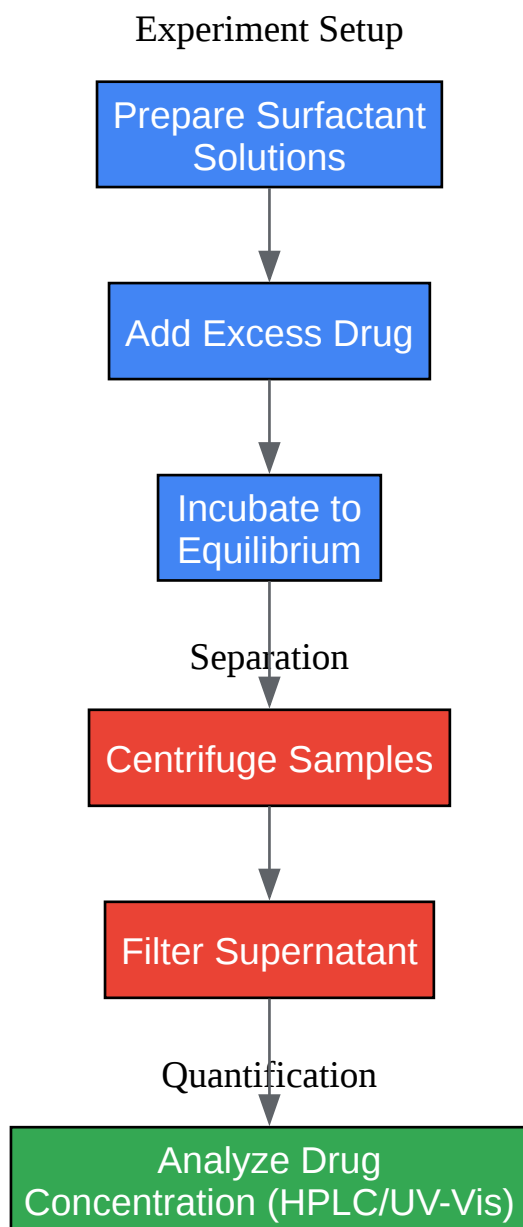 Experiment Setup
Prepare Surfactant
Solutions
Add Excess Drug
Incubate to
Equilibrium
Separation
Centrifuge Samples
Filter Supernatant
Quantification
Analyze Drug
Concentration (HPLC/UV-Vis)